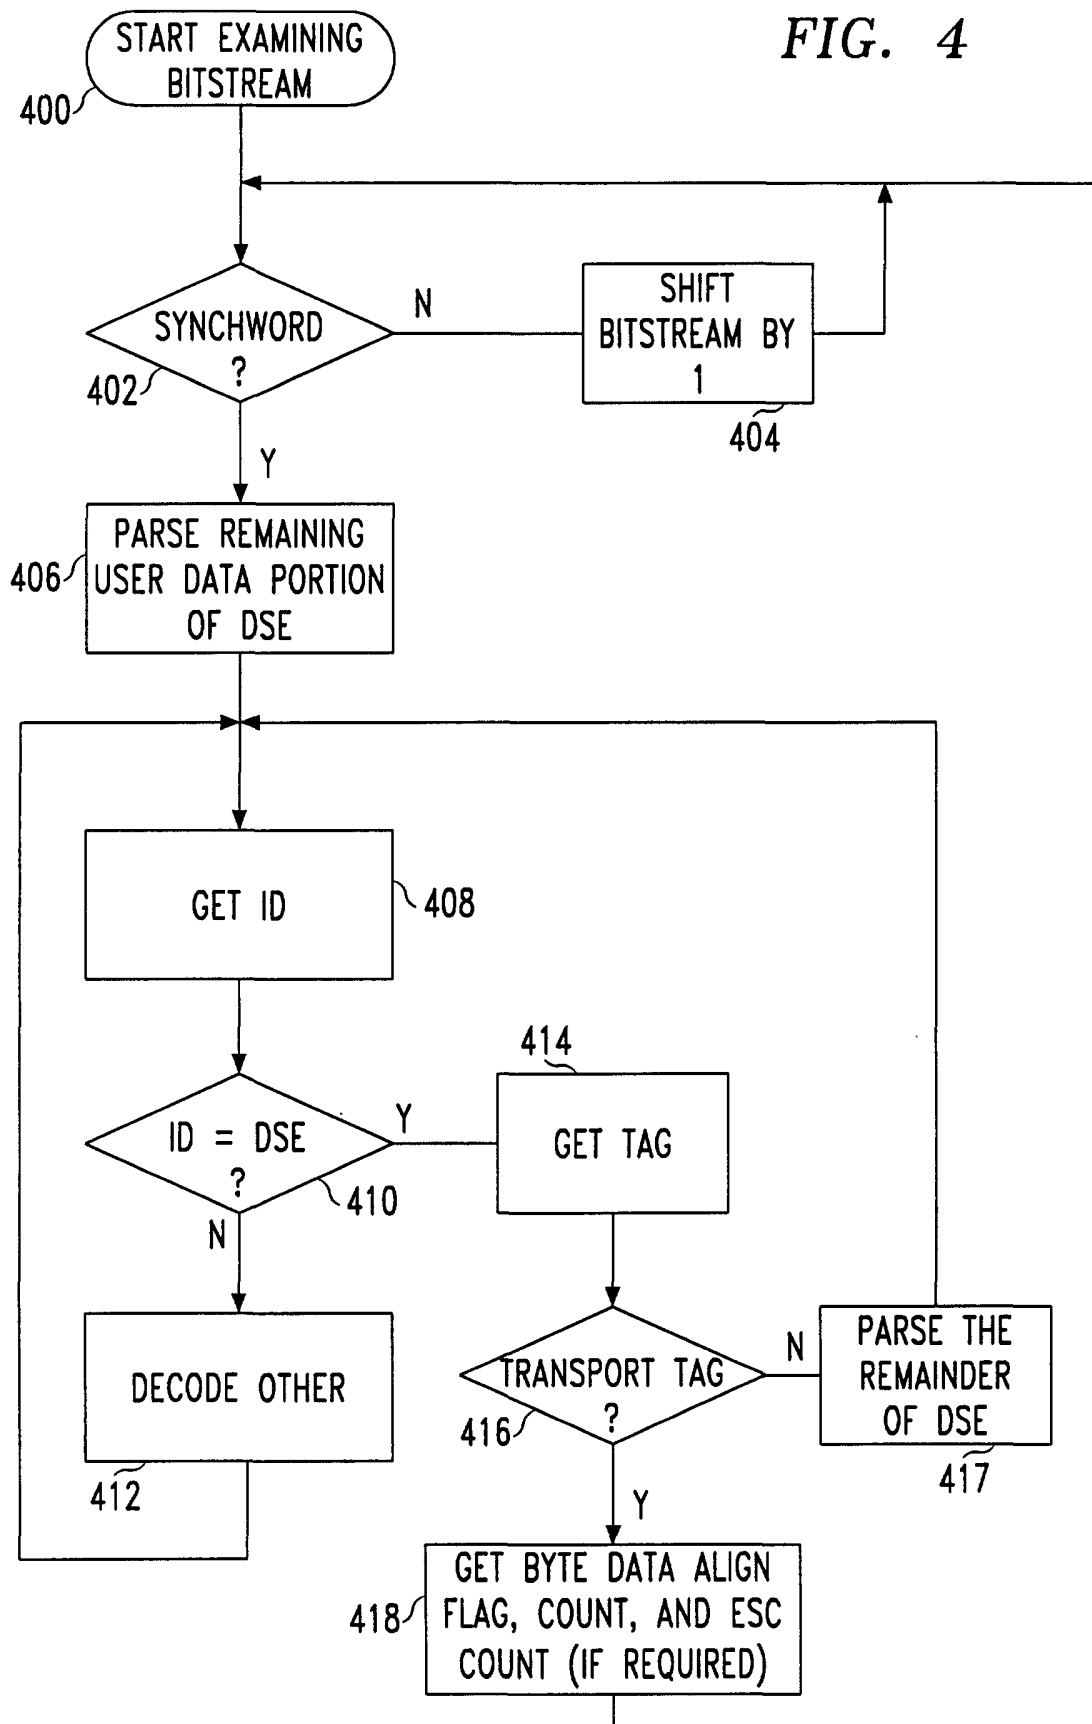 FIG. 4
START EXAMINING
BITSTREAM
400
SYNCHWORD
?
402
N
SHIFT
BITSTREAM BY
1
404
Y
PARSE REMAINING
USER DATA PORTION
OF DSE
406
GET ID
408
ID = DSE
?
410
Y
N
414
GET TAG
DECODE OTHER
412
TRANSPORT TAG
?
416
N
PARSE THE
REMAINDER
OF DSE
417
Y
GET BYTE DATA ALIGN
FLAG, COUNT, AND ESC
COUNT (IF REQUIRED)
418